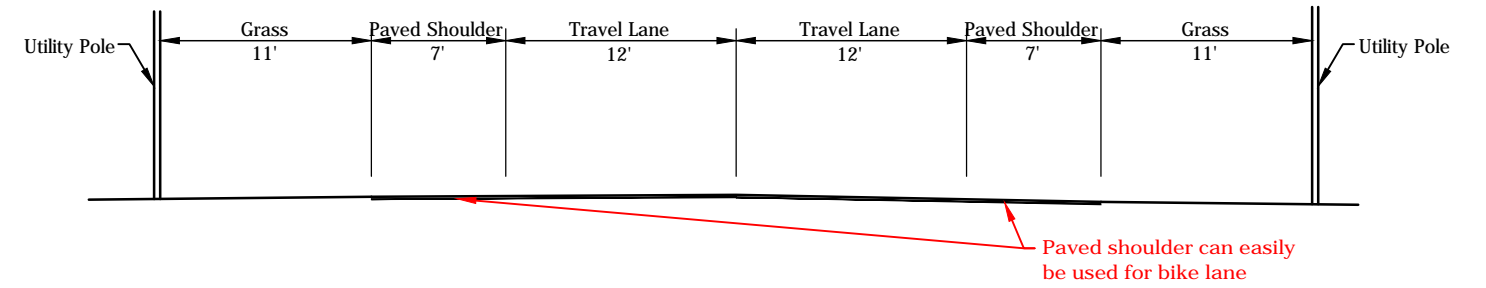 Utility Pole
Grass
11'
Paved Shoulder
7'
Travel Lane
12'
Travel Lane
12'
Paved Shoulder
7'
Grass
11'
Utility Pole
Paved shoulder can easily
be used for bike lane